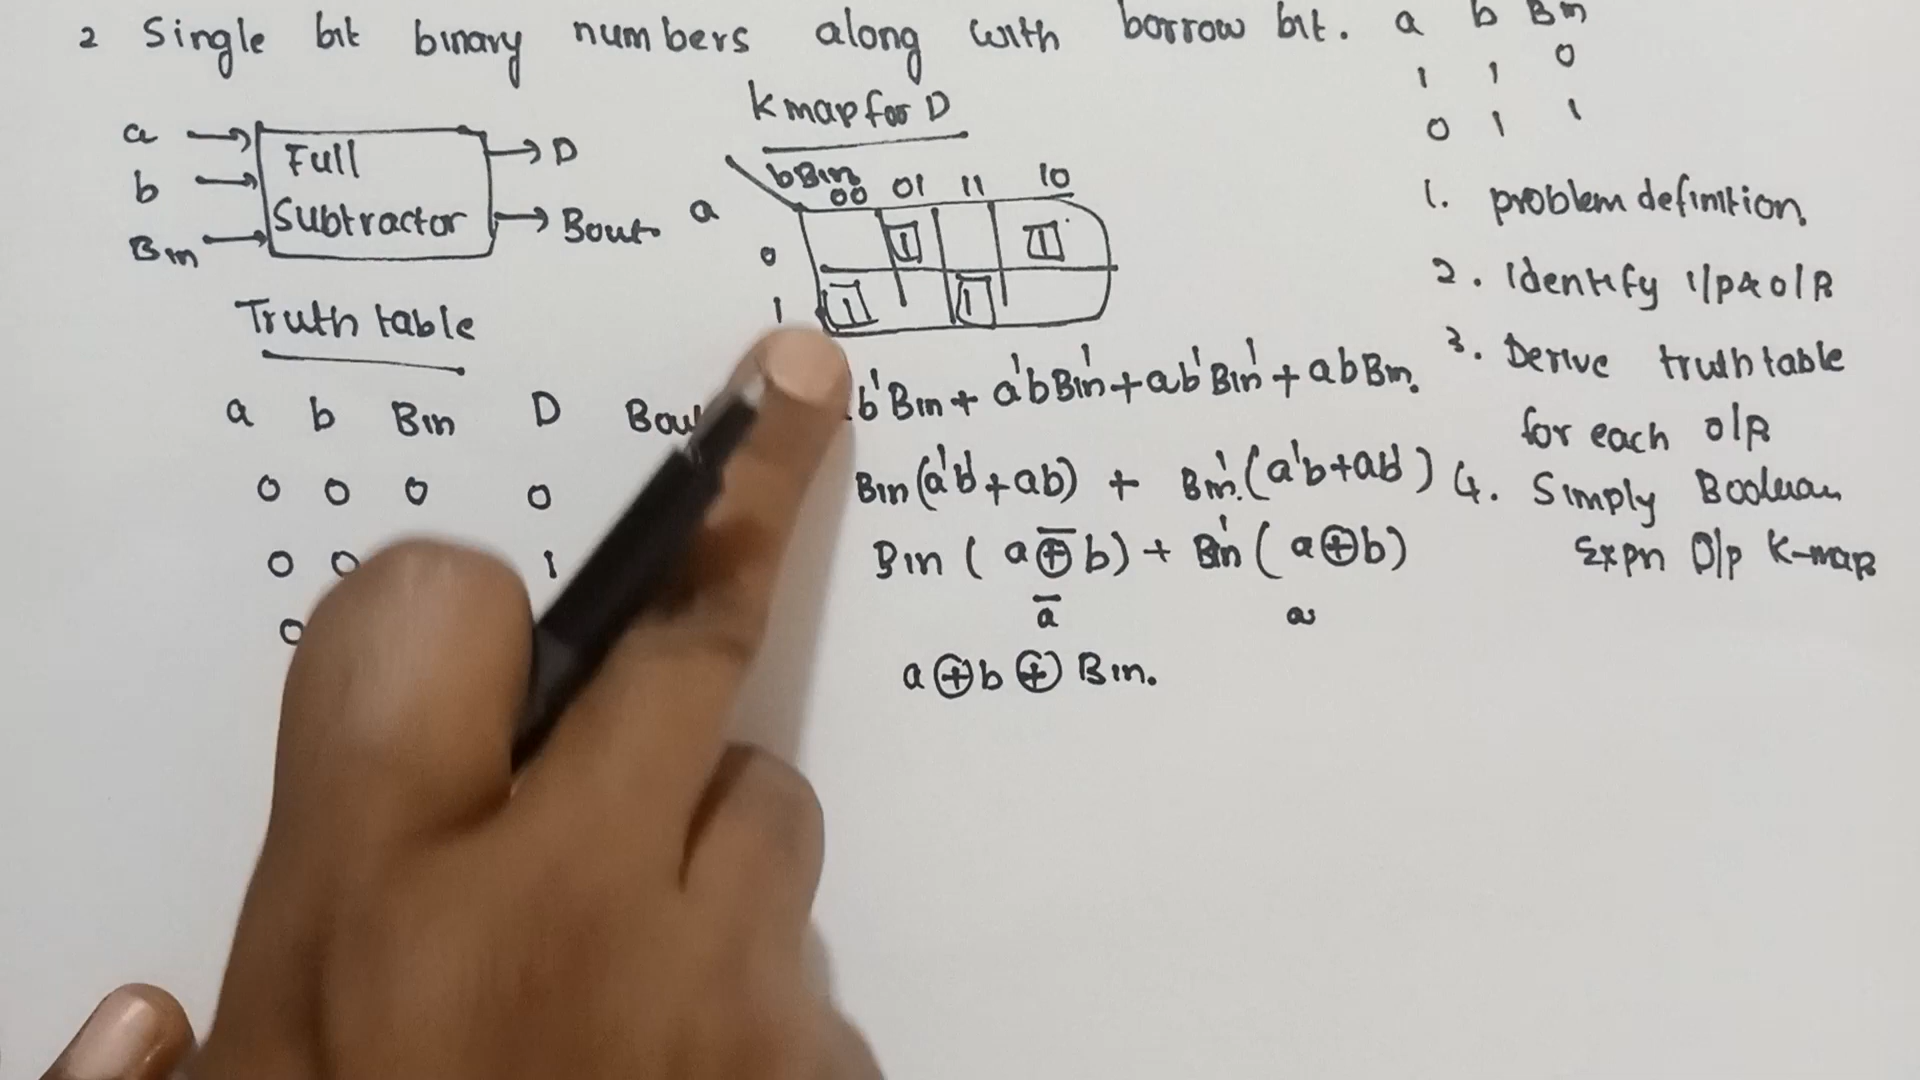 2 Single bit binary numbers along with borrow bit.
a b Bin
1 1 0
0 1 1
a
b
Bin
Full
Subtractor
D
Bout
Truth table
a b Bin D Bou
0 0 0 0
0 0 1
0
K map for D
bBin
00 01 11 10
a
0 1 1
1 1 1
b'Bin + a'bBin' + ab'Bin' + abBin.
Bin(a'b' + ab) + Bin'(a'b + ab')
Bin ( a ⊕̅ b) + Bin' ( a ⊕ b)
a̅ a
a ⊕ b ⊕ Bin.
1. problem definition.
2. Identify i/p & o/p
3. Derive truth table
for each o/p
4. Simply Boolean
Expn O/p K-map